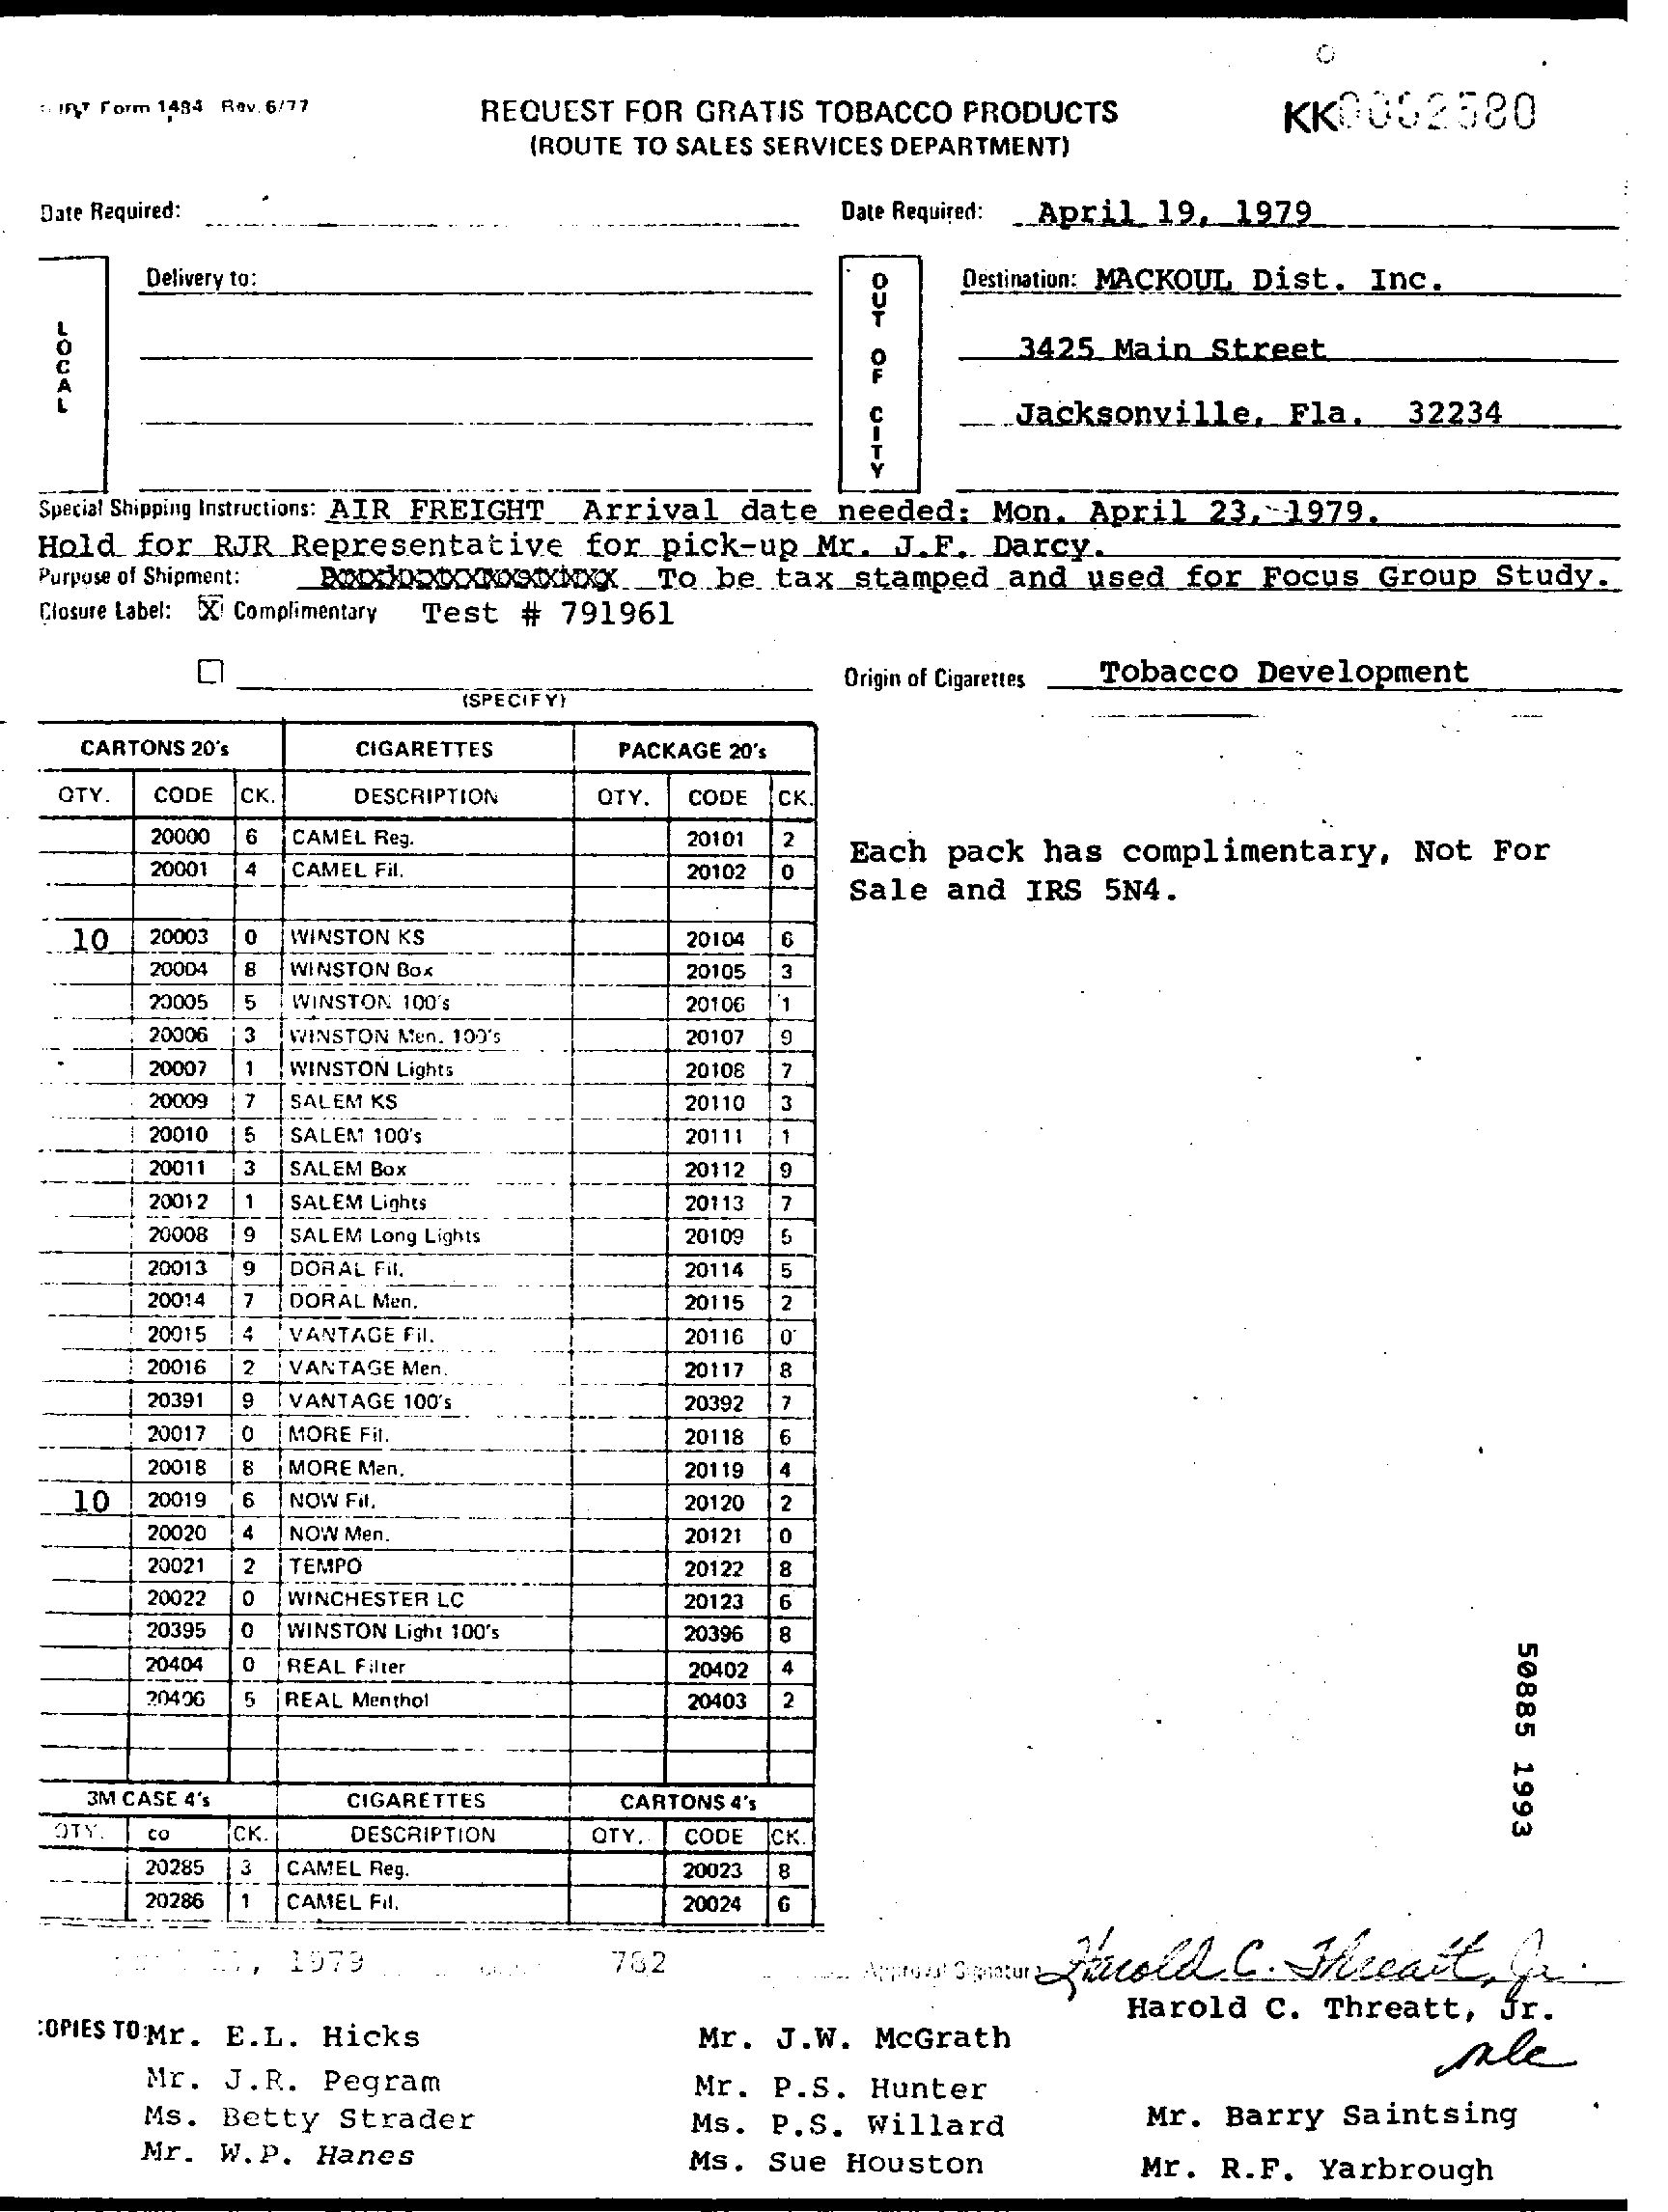 Form 1484 Rev. 6/77
REQUEST FOR GRATIS TOBACCO PRODUCTS
(ROUTE TO SALES SERVICES DEPARTMENT)
KK0002580
Date Required:
Date Required: April 19, 1979
LOCAL
Delivery to:
OUT OF CITY
Destination: MACKOUL Dist. Inc.
3425 Main Street
Jacksonville, Fla. 32234
Special Shipping Instructions: AIR FREIGHT Arrival date needed: Mon. April 23, 1979.
Hold for RJR Representative for pick-up Mr. J.F. Darcy.
Purpose of Shipment: To be tax stamped and used for Focus Group Study.
Closure Label: X Complimentary Test # 791961
(SPECIFY)
Origin of Cigarettes Tobacco Development
CARTONS 20's CIGARETTES PACKAGE 20's
QTY. CODE CK. DESCRIPTION QTY. CODE CK.
20000 6 CAMEL Reg. 20101 2
20001 4 CAMEL Fil. 20102 0
Each pack has complimentary, Not For
Sale and IRS 5N4.
10 20003 0 WINSTON KS 20104 6
20004 8 WINSTON Box 20105 3
20005 5 WINSTON 100's 20106 1
20006 3 WINSTON Men. 100's 20107 9
20007 1 WINSTON Lights 20108 7
20009 7 SALEM KS 20110 3
20010 5 SALEM 100's 20111 1
20011 3 SALEM Box 20112 9
20012 1 SALEM Lights 20113 7
20008 9 SALEM Long Lights 20109 5
20013 9 DORAL Fil. 20114 5
20014 7 DORAL Men. 20115 2
20015 4 VANTAGE Fil. 20116 0
20016 2 VANTAGE Men. 20117 8
20391 9 VANTAGE 100's 20392 7
20017 0 MORE Fil. 20118 6
20018 8 MORE Men. 20119 4
10 20019 6 NOW Fil. 20120 2
20020 4 NOW Men. 20121 0
20021 2 TEMPO 20122 8
20022 0 WINCHESTER LC 20123 6
20395 0 WINSTON Light 100's 20396 8
20404 0 REAL Filter 20402 4
20406 5 REAL Menthol 20403 2
50885 1993
3M CASE 4's CIGARETTES CARTONS 4's
QTY. co CK. DESCRIPTION QTY. CODE CK.
20285 3 CAMEL Reg. 20023 8
20286 1 CAMEL Fil. 20024 6
1979 782 Approval Signature Harold C. Threatt, Jr.
Harold C. Threatt, Jr.
COPIES TO: Mr. E.L. Hicks Mr. J.W. McGrath
Mr. J.R. Pegram Mr. P.S. Hunter
Ms. Betty Strader Ms. P.S. Willard Mr. Barry Saintsing
Mr. W.P. Hanes Ms. Sue Houston Mr. R.F. Yarbrough